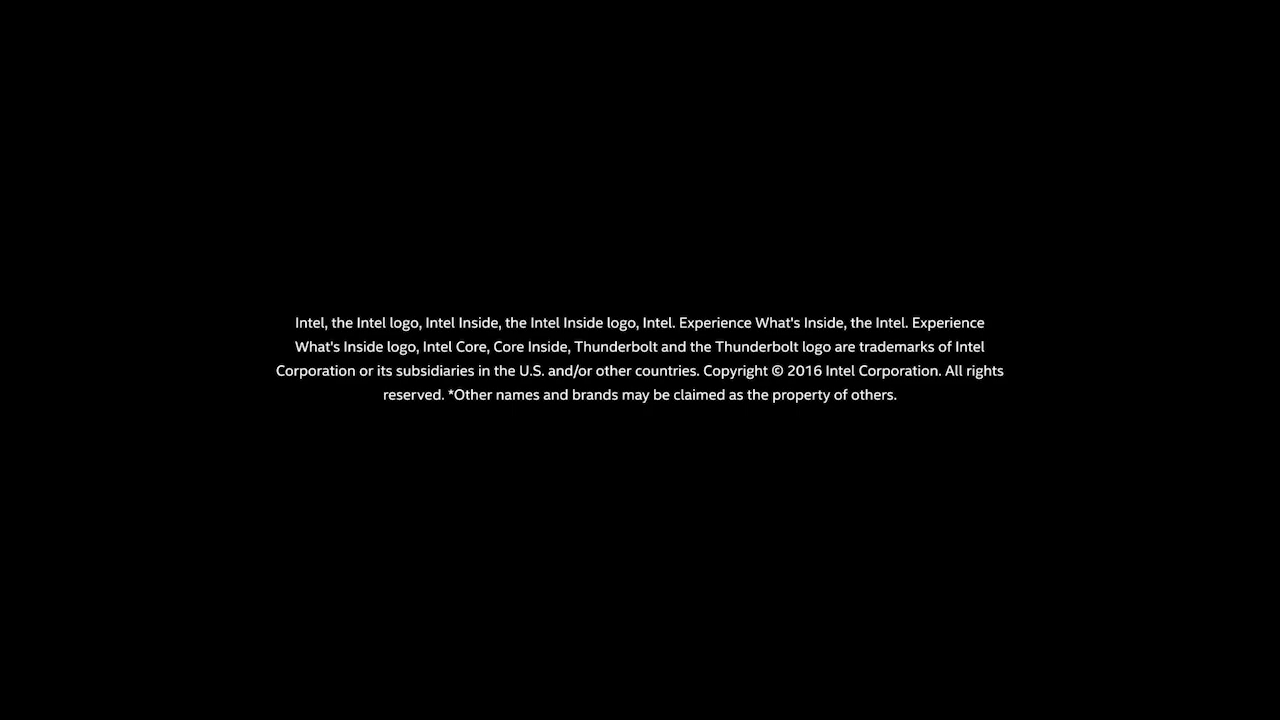 Intel, the Intel logo, Intel Inside, the Intel Inside logo, Intel. Experience What's Inside, the Intel. Experience
What's Inside logo, Intel Core, Core Inside, Thunderbolt and the Thunderbolt logo are trademarks of Intel
Corporation or its subsidiaries in the U.S. and/or other countries. Copyright © 2016 Intel Corporation. All rights
reserved. *Other names and brands may be claimed as the property of others.